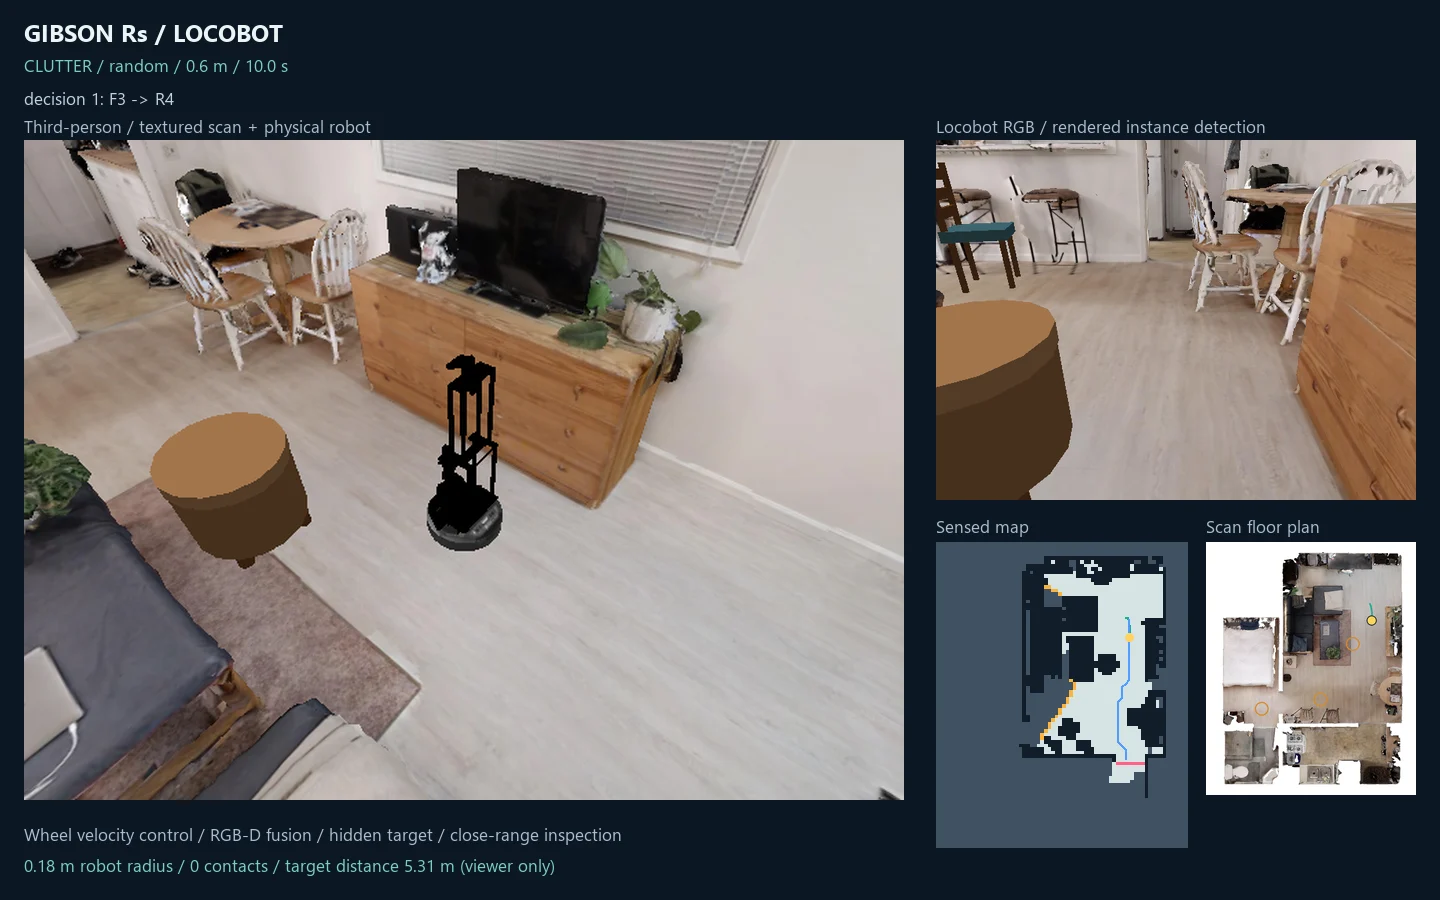 GIBSON Rs / LOCOBOT
CLUTTER / random / 0.6 m / 10.0 s
decision 1: F3 -> R4
Third-person / textured scan + physical robot
Locobot RGB / rendered instance detection
Sensed map
Scan floor plan
Wheel velocity control / RGB-D fusion / hidden target / close-range inspection
0.18 m robot radius / 0 contacts / target distance 5.31 m (viewer only)